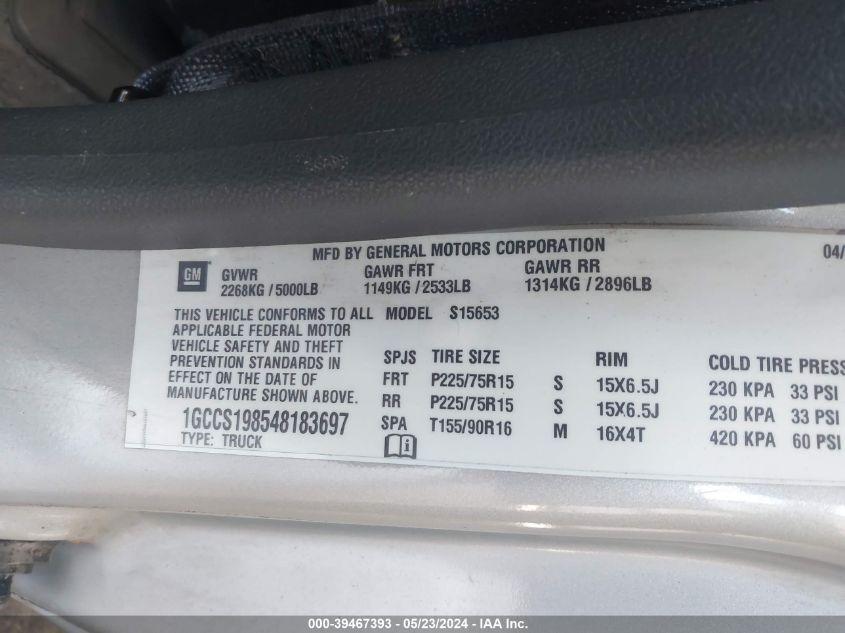 MFD BY GENERAL MOTORS CORPORATION 04/
GM GVWR GAWR FRT GAWR RR
2268KG / 5000LB 1149KG / 2533LB 1314KG / 2896LB
THIS VEHICLE CONFORMS TO ALL MODEL S15653
APPLICABLE FEDERAL MOTOR
VEHICLE SAFETY AND THEFT
PREVENTION STANDARDS IN
EFFECT ON THE DATE OF
MANUFACTURE SHOWN ABOVE.
1GCCS198548183697
TYPE: TRUCK
SPJS TIRE SIZE RIM COLD TIRE PRESS
FRT P225/75R15 S 15X6.5J 230 KPA 33 PSI
RR P225/75R15 S 15X6.5J 230 KPA 33 PSI
SPA T155/90R16 M 16X4T 420 KPA 60 PSI
000-39467393 - 05/23/2024 - IAA Inc.